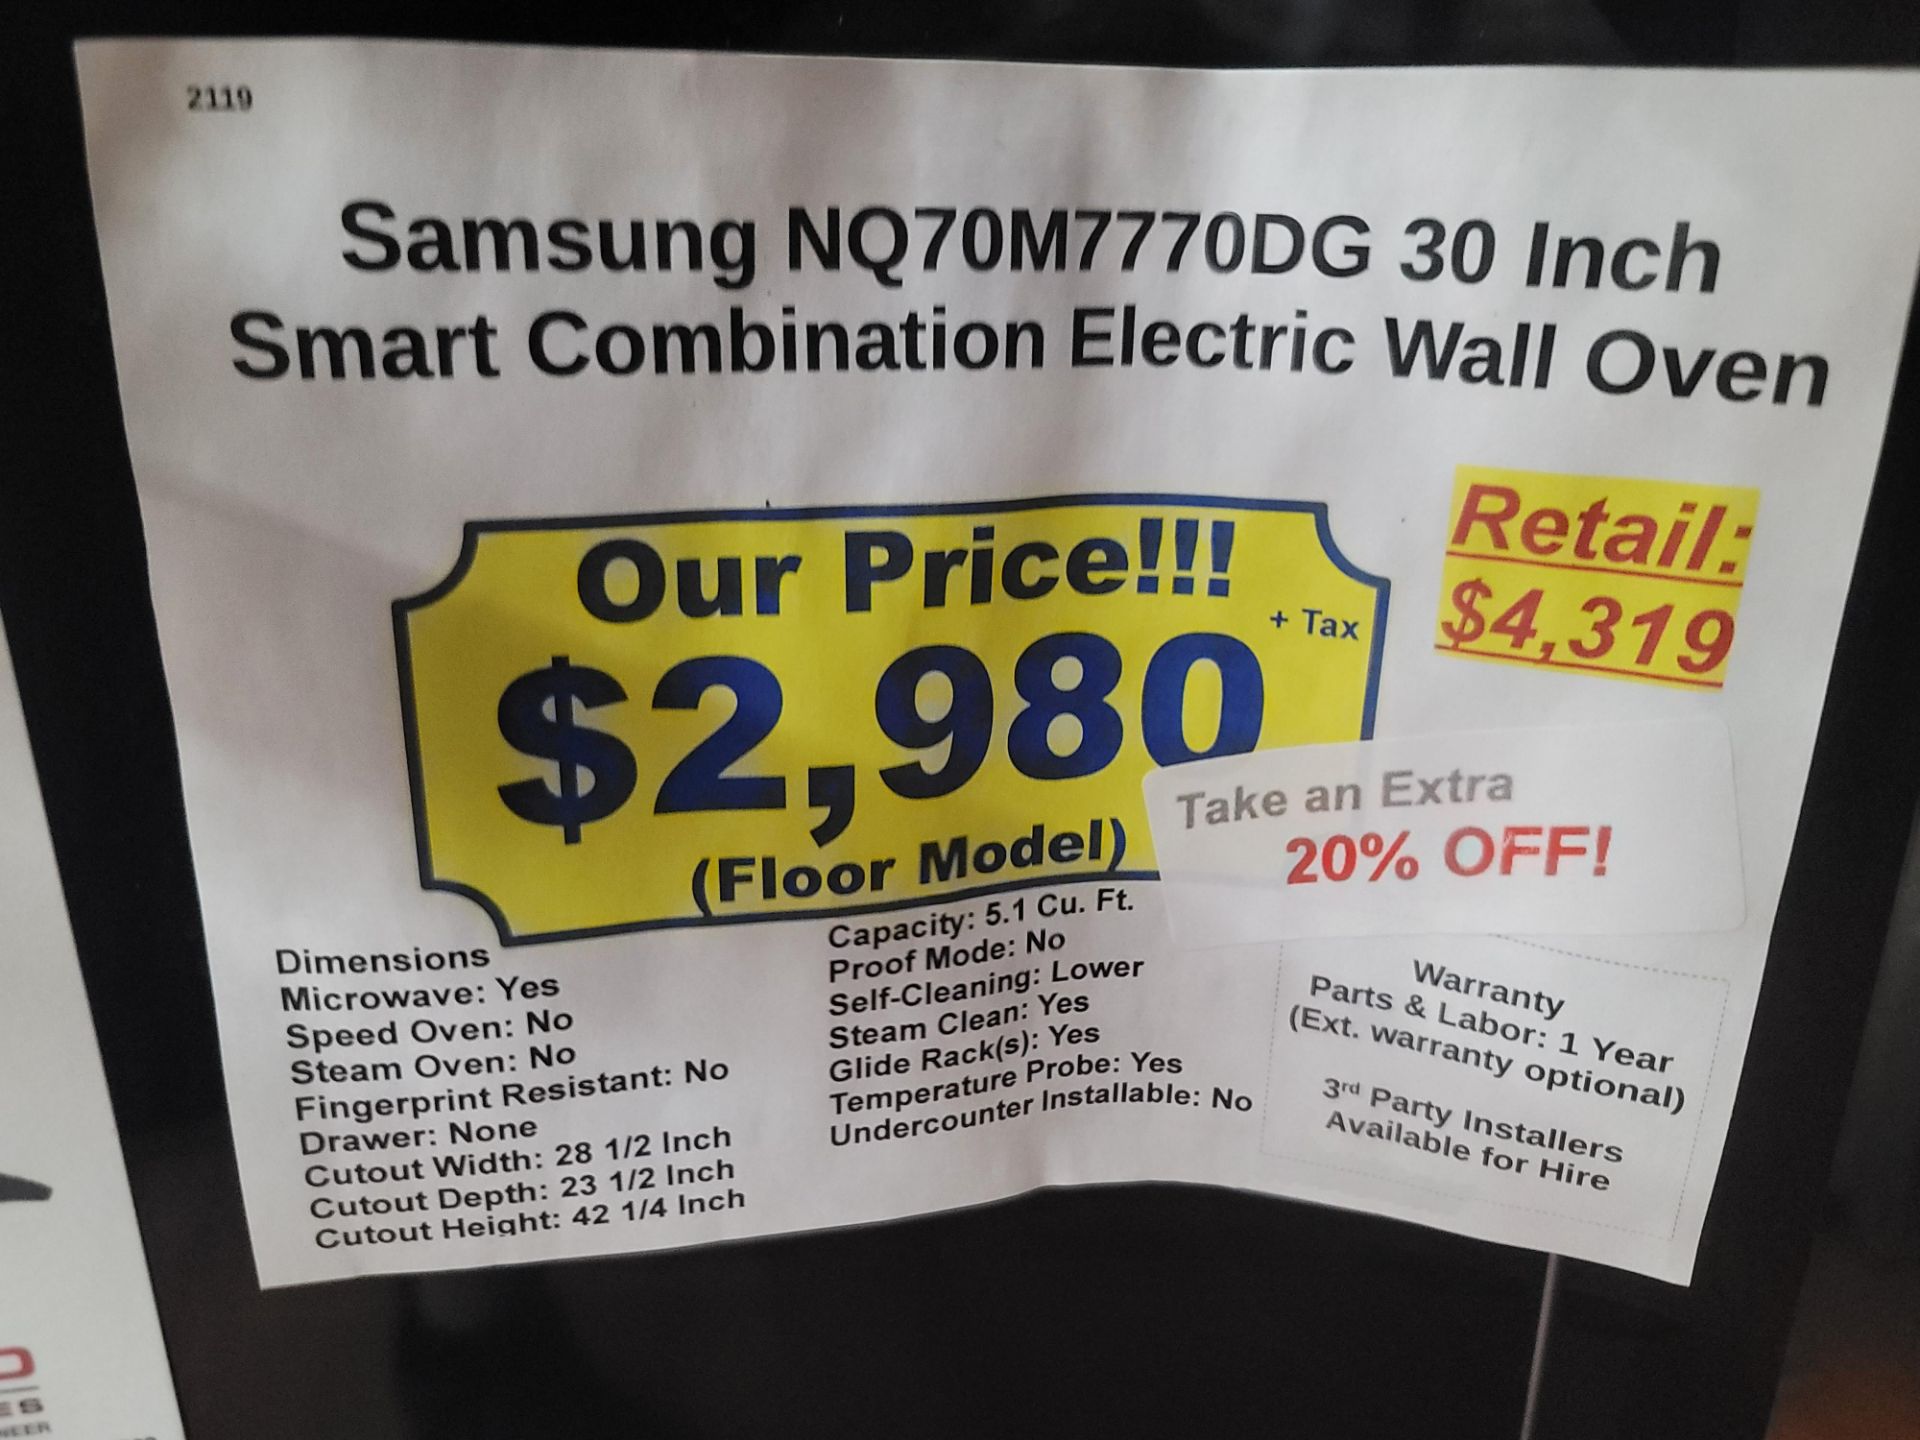 2119
Samsung NQ70M7770DG 30 Inch
Smart Combination Electric Wall Oven
Our Price!!!
+ Tax
$2,980
(Floor Model)
Retail:
$4,319
Take an Extra
20% OFF!
Dimensions
Microwave: Yes
Speed Oven: No
Steam Oven: No
Fingerprint Resistant: No
Drawer: None
Cutout Width: 28 1/2 Inch
Cutout Depth: 23 1/2 Inch
Cutout Height: 42 1/4 Inch
Capacity: 5.1 Cu. Ft.
Proof Mode: No
Self-Cleaning: Lower
Steam Clean: Yes
Glide Rack(s): Yes
Temperature Probe: Yes
Undercounter Installable: No
Warranty
Parts & Labor: 1 Year
(Ext. warranty optional)
3rd Party Installers
Available for Hire